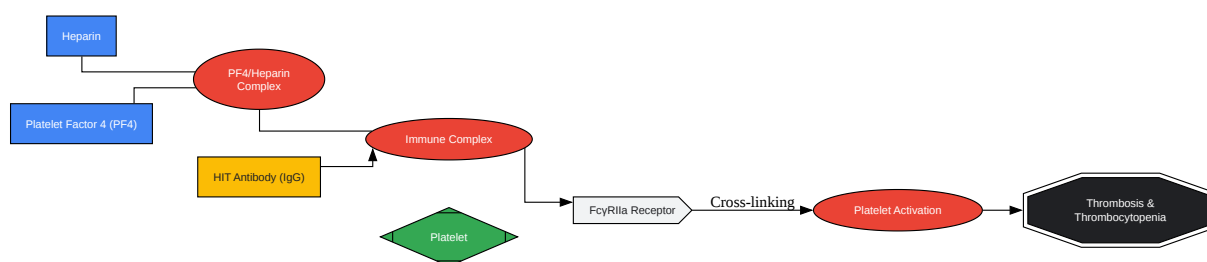 Heparin
PF4/Heparin
Complex
Platelet Factor 4 (PF4)
Immune Complex
HIT Antibody (IgG)
Platelet
FcγRIIa Receptor
Cross-linking
Platelet Activation
Thrombosis &
Thrombocytopenia